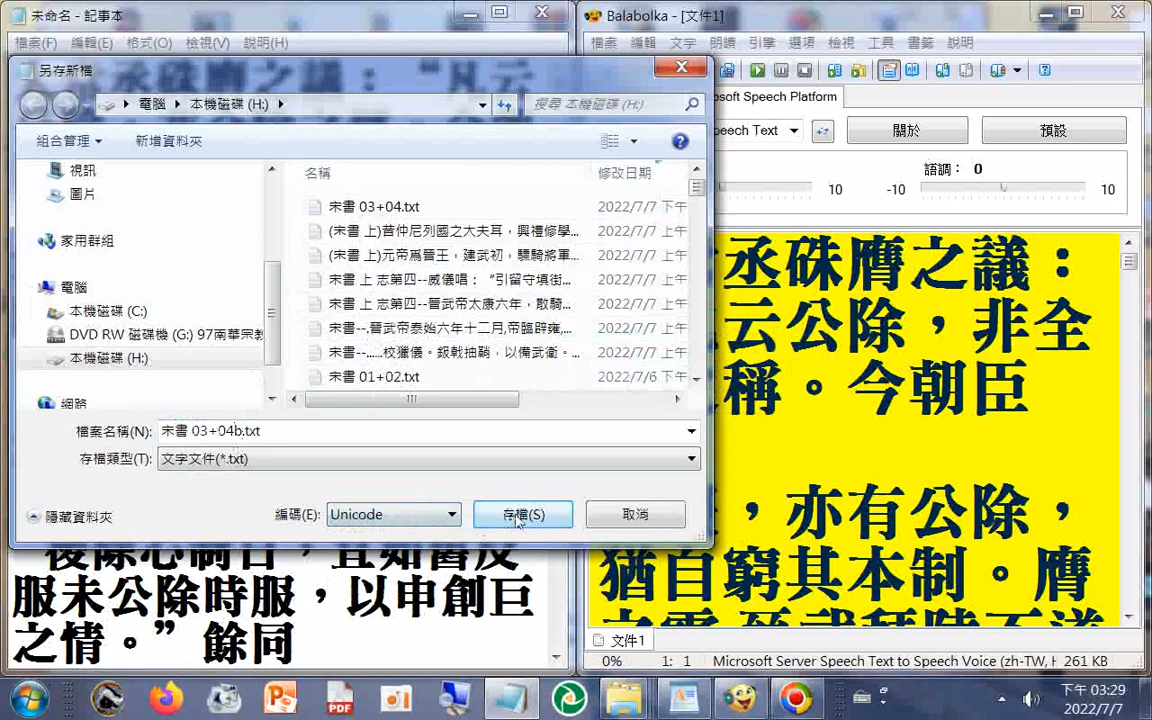 未命名 - 記事本
檔案(F) 編輯(E) 格式(O) 檢視(V) 說明(H)
丞硃膺之議：“凡云
另存新檔
電腦 本機磁碟 (H:)
搜尋 本機磁碟 (H:)
組合管理 新增資料夾
視訊
圖片
家用群組
電腦
本機磁碟 (C:)
DVD RW 磁碟機 (G:) 97南華宗教
本機磁碟 (H:)
網路
名稱 修改日期
宋書 03+04.txt 2022/7/7 下午
(宋書 上)昔仲尼列國之大夫耳，興禮修學... 2022/7/7 下午
(宋書 上)元帝爲晉王，建武初，驃騎將軍... 2022/7/7 下午
宋書 上 志第四--威儀唱：“引留守填街... 2022/7/7 上午
宋書 上 志第四--晉武帝太康六年，散騎... 2022/7/7 上午
宋書--,晉武帝泰始六年十二月,帝臨辟雍,... 2022/7/7 上午
宋書--......校獵儀。鈒戟抽鞘，以備武衛。... 2022/7/7 上午
宋書 01+02.txt 2022/7/6 下午
檔案名稱(N): 宋書 03+04b.txt
存檔類型(T): 文字文件(*.txt)
隱藏資料夾
編碼(E): Unicode 存檔(S) 取消
後除心制日，宜如舊反
服未公除時服，以申創巨
之情。”餘同
Balabolka - [文件1]
檔案 編輯 文字 朗讀 引擎 選項 檢視 工具 書籤 說明
osoft Speech Platform
peech Text 關於 預設
語調： 0
10 -10 10
丞硃膺之議：
云公除，非全
稱。今朝臣
，亦有公除，
猶自窮其本制。膺
文件1
0% 1: 1 Microsoft Server Speech Text to Speech Voice (zh-TW, H 261 KB
下午 03:29
2022/7/7